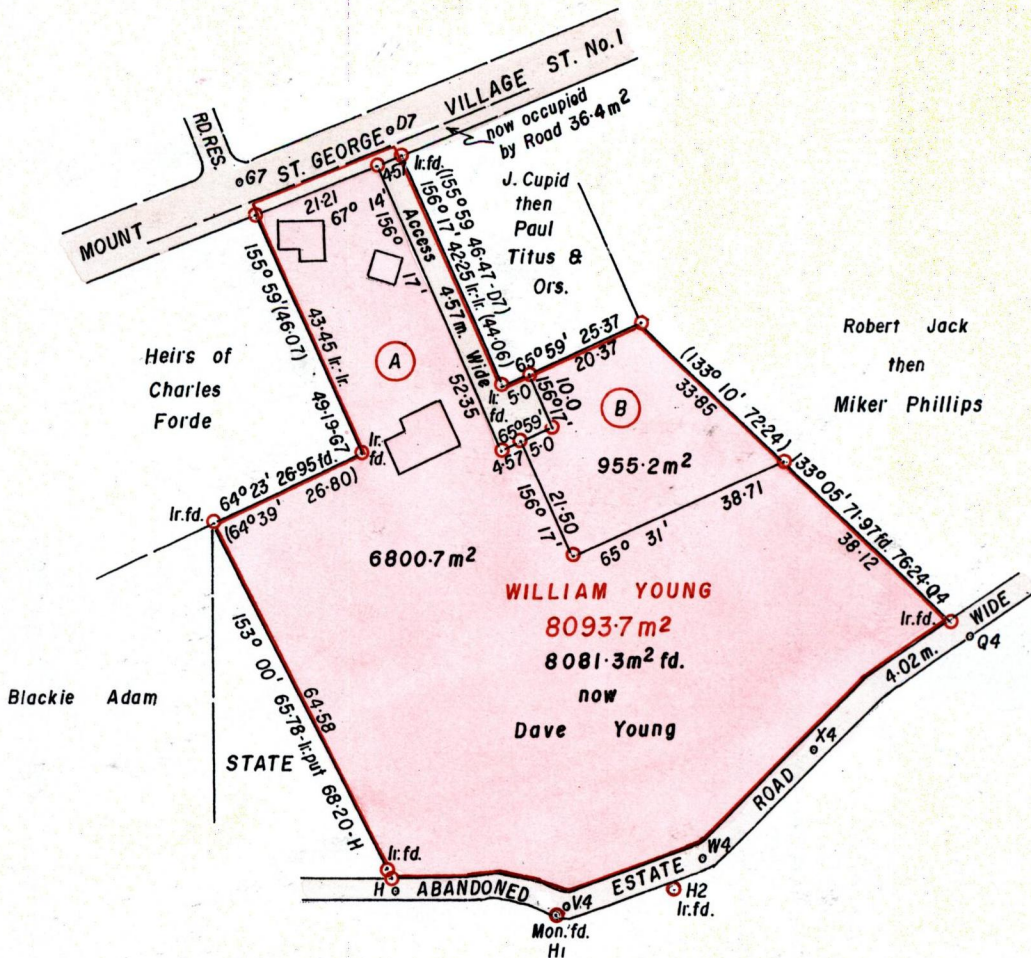 MOUNT ST. GEORGE VILLAGE ST. No.1
RD.RES.
G7
D7
now occupied
by Road 36.4m²
J. Cupid
then
Paul
Titus &
Ors.
Robert Jack
then
Miker Phillips
Heirs of
Charles
Forde
Blackie Adam
STATE
21.21
67° 14'
4.57
Ir.fd.
Access 4.57m. Wide
156° 17'
52.35
(155°59 46.47-D7)
156°17' 42.25 Ir-Ir. (44.06)
155°59'(46.07)
43.45 Ir-Ir.
49.19-G7
Ir.
fd.
A
64°23' 26.95fd.
(64°39' 26.80)
Ir.fd.
Ir.
fd.
5.0
65°59' 25.37
20.37
156°17'
10.0
65°59'
4.57
5.0
B
955.2m²
(133° 10' 72.24)
33.85
133°05' 71.97fd. 76.24-Q4
38.12
38.71
65° 31'
21.50
156° 17'
6800.7m²
WILLIAM YOUNG
8093.7m²
8081.3m² fd.
now
Dave Young
Ir.fd.
153° 00' 65.78-Ir.put 68.20-H
64.58
Ir.fd.
H
ABANDONED ESTATE ROAD 4.02m. WIDE
Q4
X4
W4
V4
H2
Ir.fd.
Mon.fd.
H1